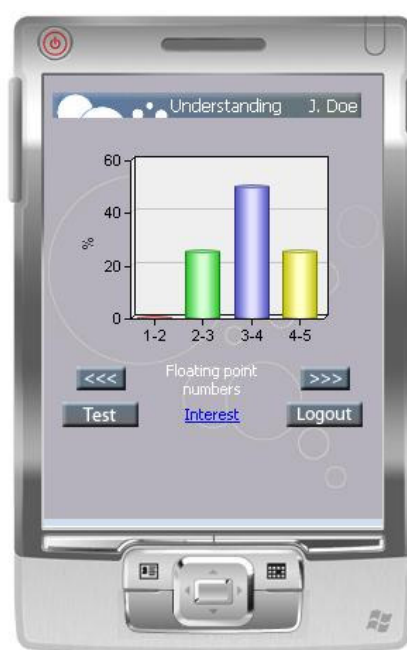 Understanding J. Doe
60
40
%
20
0
1-2 2-3 3-4 4-5
<<< Floating point >>>
numbers
Test Interest Logout